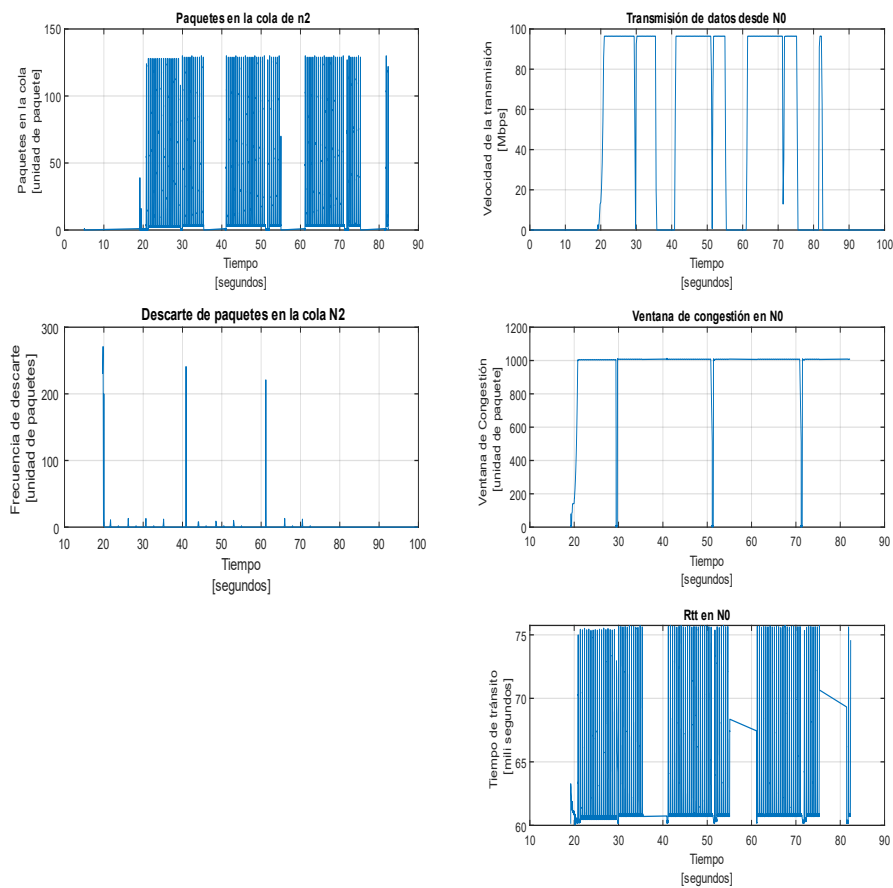 Paquetes en la cola de n2
Paquetes en la cola
[unidad de paquete]
150
100
50
0
0 10 20 30 40 50 60 70 80 90
Tiempo
[segundos]
Transmisión de datos desde N0
Velocidad de la transmisión
[Mbps]
100
80
60
40
20
0
0 10 20 30 40 50 60 70 80 90 100
Tiempo
[segundos]
Descarte de paquetes en la cola N2
Frecuencia de descarte
[unidad de paquetes]
300
200
100
0
10 20 30 40 50 60 70 80 90 100
Tiempo
[segundos]
Ventana de congestión en N0
Ventana de Congestión
[unidad de paquete]
1200
1000
800
600
400
200
0
10 20 30 40 50 60 70 80 90
Tiempo
[segundos]
Rtt en N0
Tiempo de tránsito
[mili segundos]
75
70
65
60
10 20 30 40 50 60 70 80 90
Tiempo
[segundos]